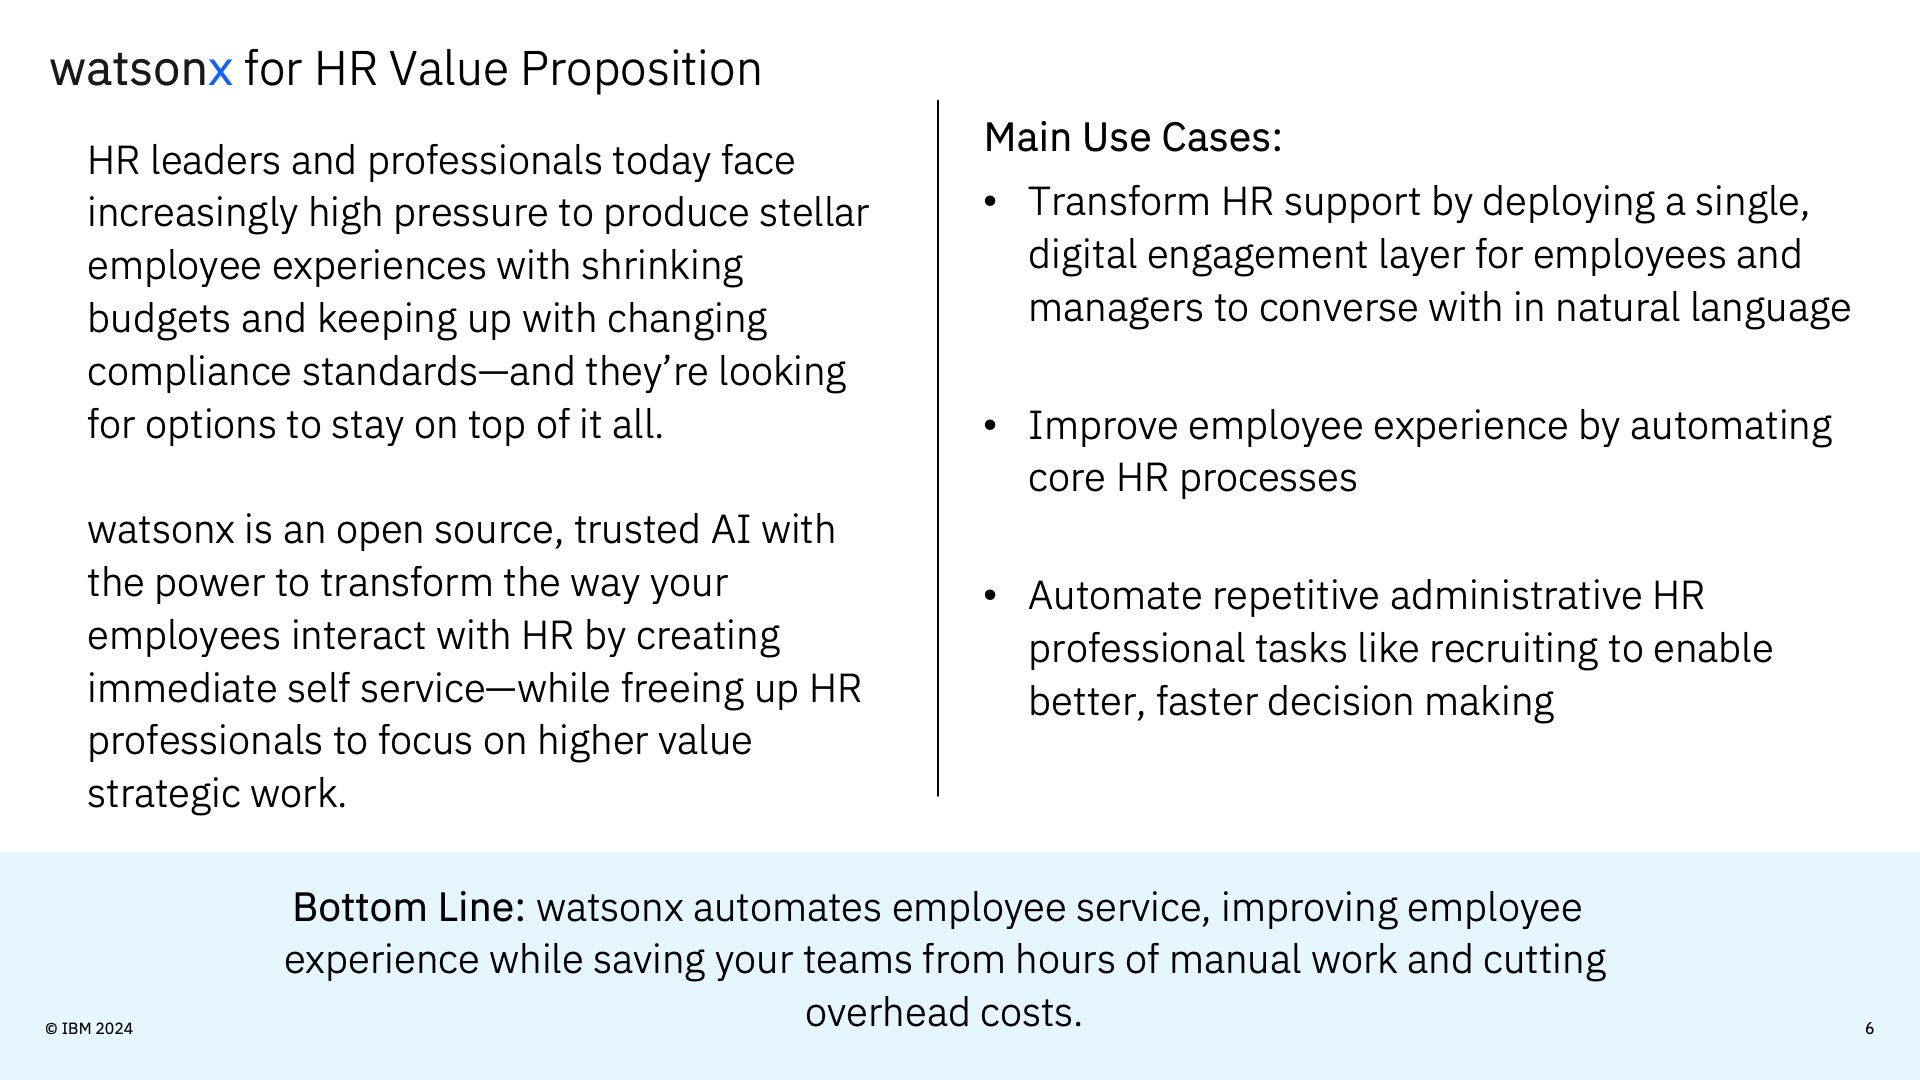 watsonx for HR Value Proposition
HR leaders and professionals today face
increasingly high pressure to produce stellar
employee experiences with shrinking
budgets and keeping up with changing
compliance standards—and they’re looking
for options to stay on top of it all.
watsonx is an open source, trusted AI with
the power to transform the way your
employees interact with HR by creating
immediate self service—while freeing up HR
professionals to focus on higher value
strategic work.
Main Use Cases:
• Transform HR support by deploying a single,
digital engagement layer for employees and
managers to converse with in natural language
• Improve employee experience by automating
core HR processes
• Automate repetitive administrative HR
professional tasks like recruiting to enable
better, faster decision making
Bottom Line: watsonx automates employee service, improving employee
experience while saving your teams from hours of manual work and cutting
overhead costs.
© IBM 2024
6